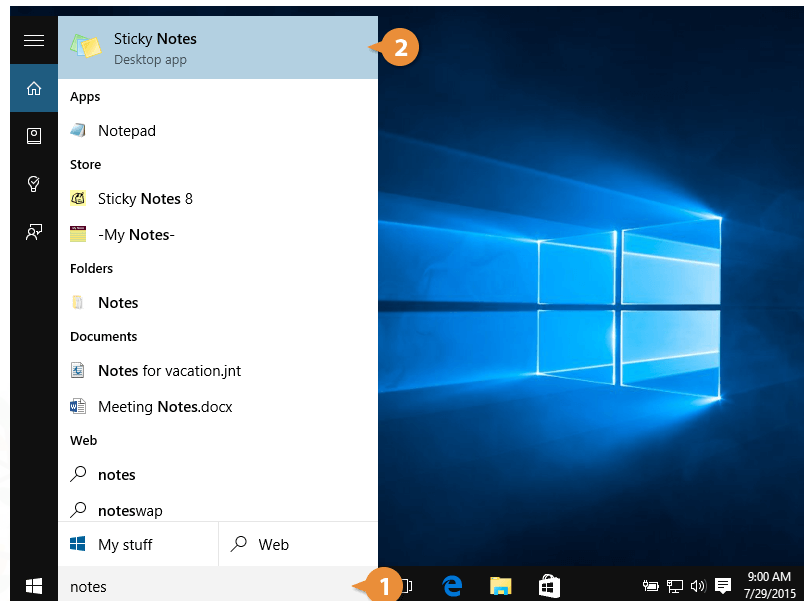 Sticky Notes
Desktop app
2
Apps
Notepad
Store
Sticky Notes 8
-My Notes-
Folders
Notes
Documents
Notes for vacation.jnt
Meeting Notes.docx
Web
notes
noteswap
My stuff
Web
notes
1
9:00 AM
7/29/2015